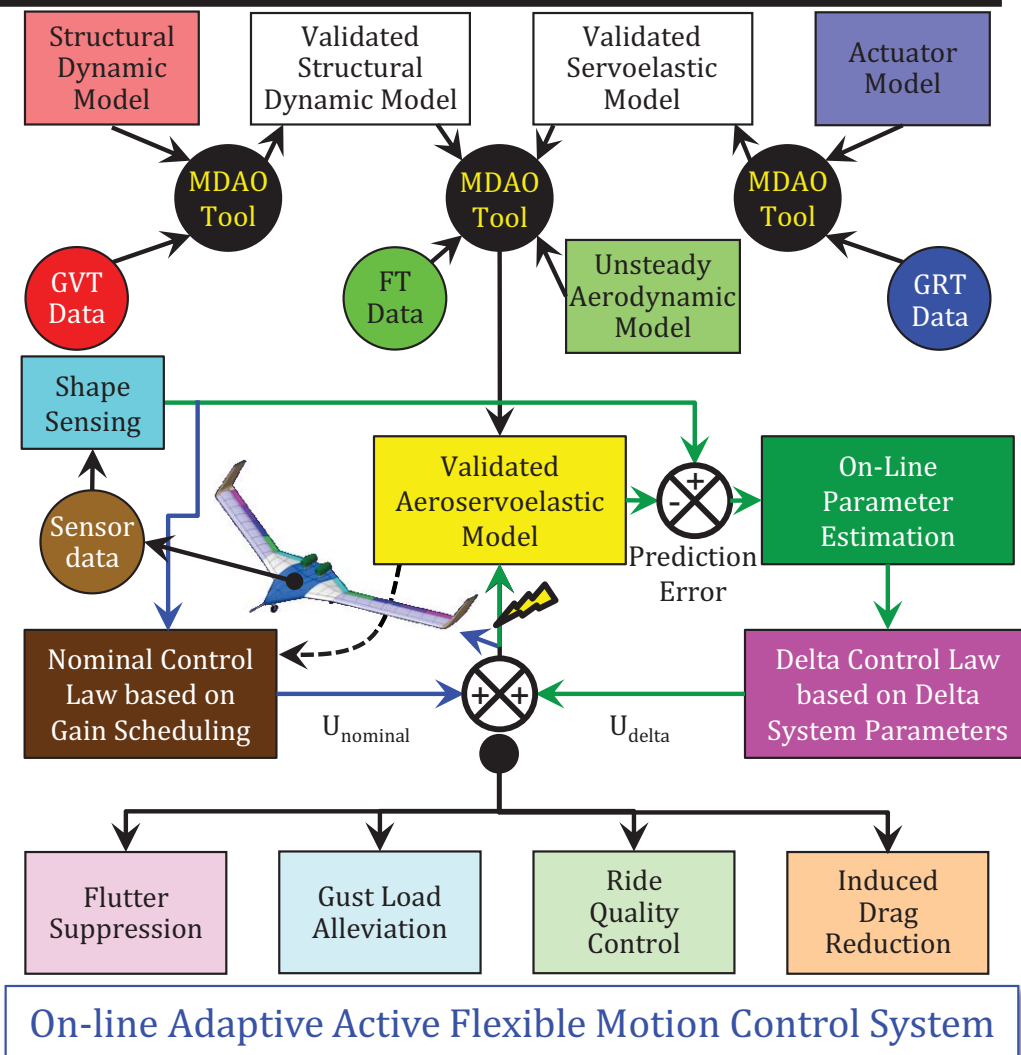 Structural
Dynamic
Model
Validated
Structural
Dynamic Model
Validated
Servoelastic
Model
Actuator
Model
MDAO
Tool
MDAO
Tool
MDAO
Tool
GVT
Data
FT
Data
Unsteady
Aerodynamic
Model
GRT
Data
Shape
Sensing
Validated
Aeroservoelastic
Model
+
-
Prediction
Error
On-Line
Parameter
Estimation
Sensor
data
Nominal Control
Law based on
Gain Scheduling
U_nominal
+ +
U_delta
Delta Control Law
based on Delta
System Parameters
Flutter
Suppression
Gust Load
Alleviation
Ride
Quality
Control
Induced
Drag
Reduction
On-line Adaptive Active Flexible Motion Control System